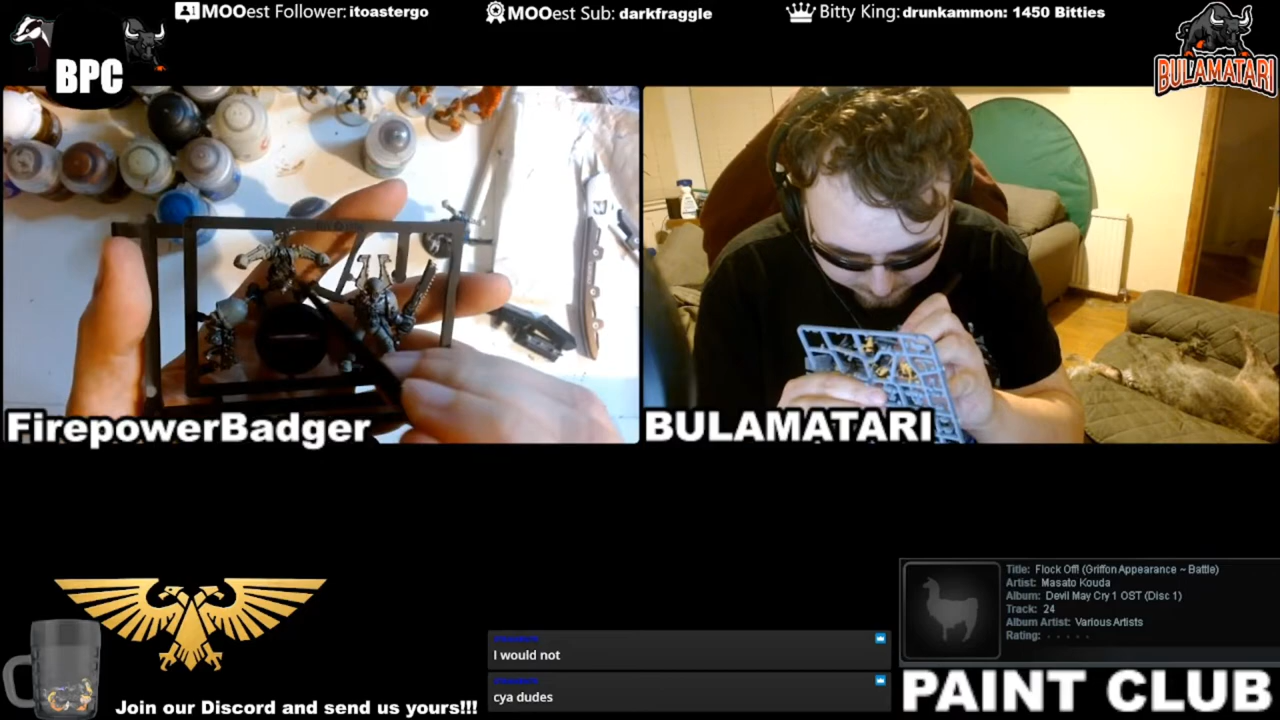 MOOest Follower: itoastergo
MOOest Sub: darkfraggle
Bitty King: drunkammon: 1450 Bitties
BPC
BULAMATARI
FirepowerBadger
BULAMATARI
Title: Flock Off! (Griffon Appearance ~ Battle)
Artist: Masato Kouda
Album: Devil May Cry 1 OST (Disc 1)
Track: 24
Album Artist: Various Artists
Rating:
I would not
cya dudes
Join our Discord and send us yours!!!
PAINT CLUB